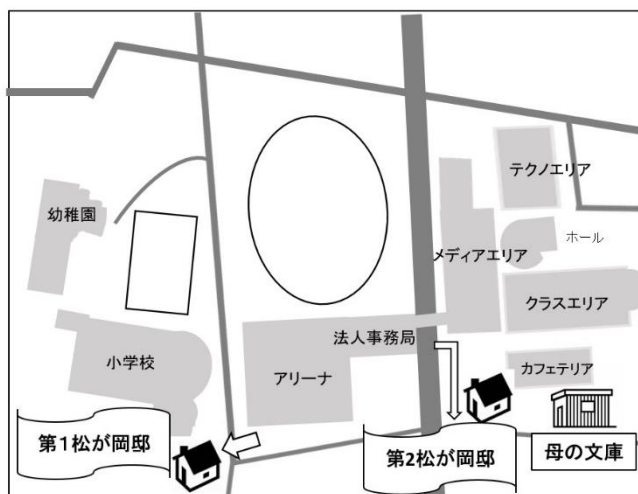 テクノエリア
幼稚園
ホール
メディアエリア
クラスエリア
法人事務局
小学校
アリーナ
カフェテリア
第1松が岡邸
第2松が岡邸
母の文庫